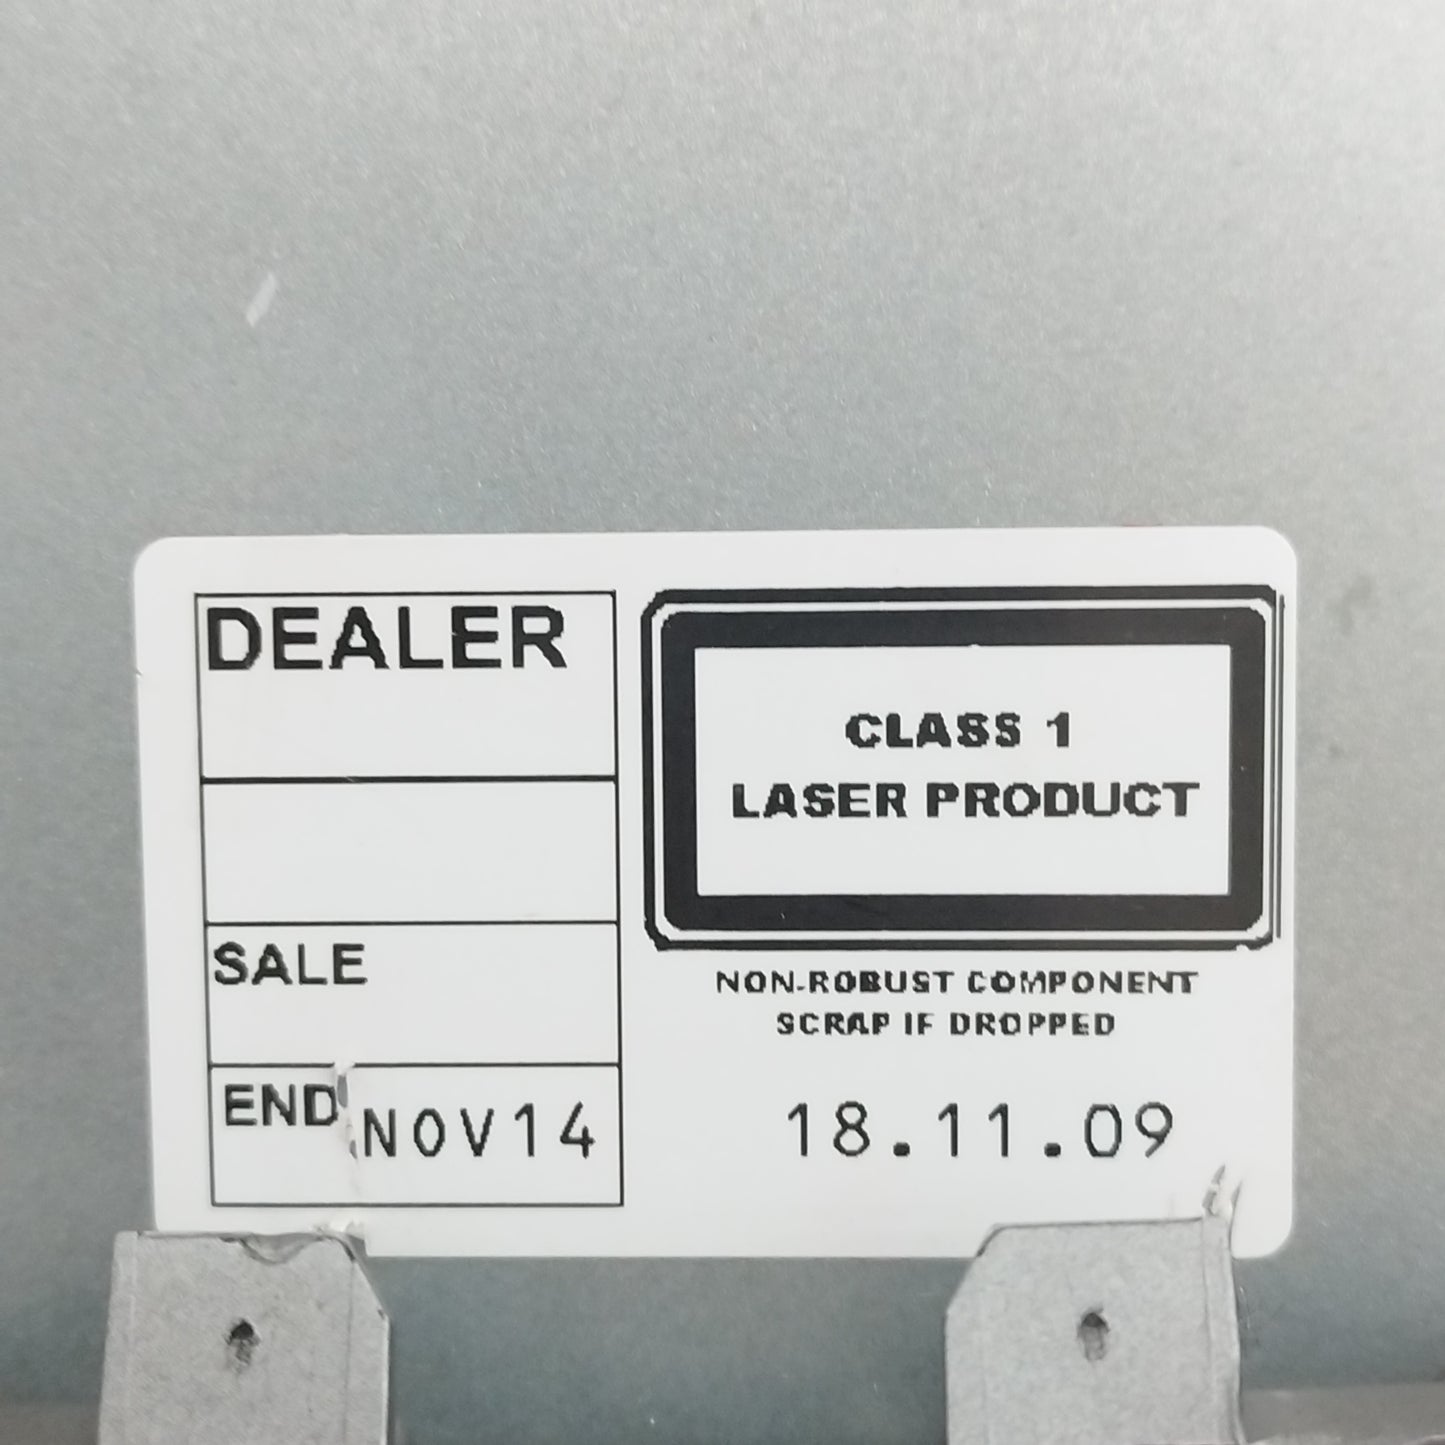 DEALER
SALE
END NOV14
CLASS 1
LASER PRODUCT
NON-ROBUST COMPONENT
SCRAP IF DROPPED
18.11.09